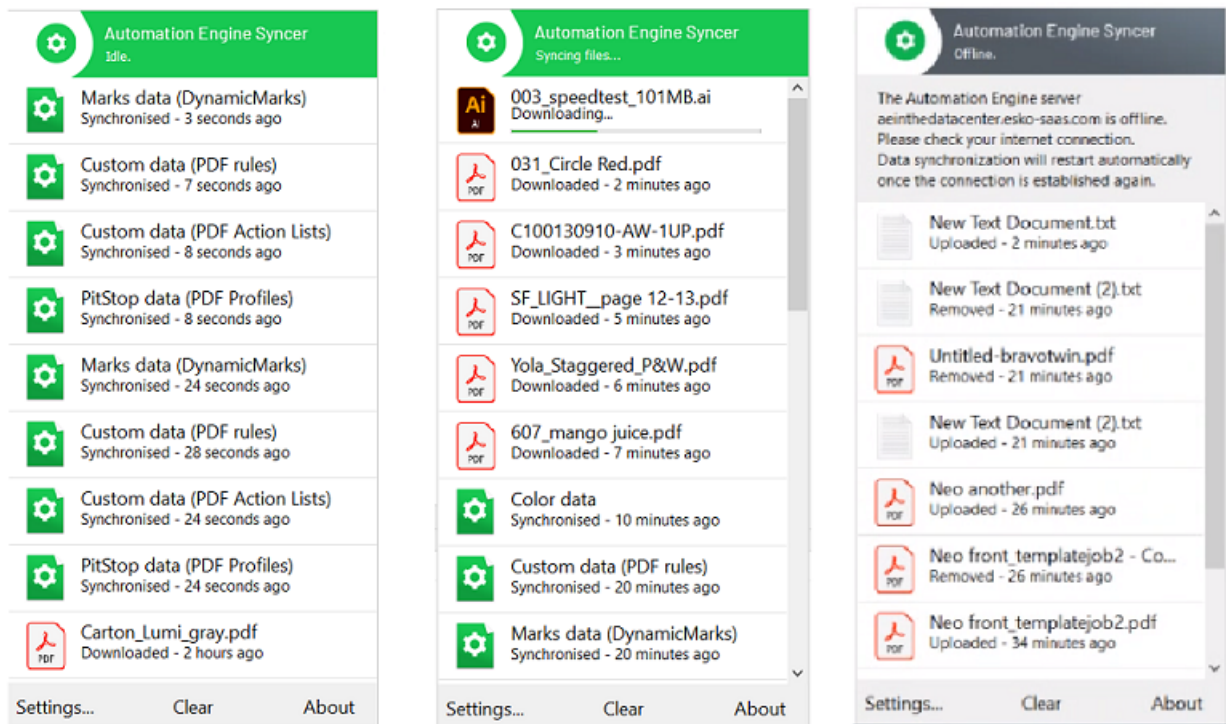 Automation Engine Syncer
Idle.
Marks data (DynamicMarks)
Synchronised - 3 seconds ago
Custom data (PDF rules)
Synchronised - 7 seconds ago
Custom data (PDF Action Lists)
Synchronised - 8 seconds ago
PitStop data (PDF Profiles)
Synchronised - 8 seconds ago
Marks data (DynamicMarks)
Synchronised - 24 seconds ago
Custom data (PDF rules)
Synchronised - 28 seconds ago
Custom data (PDF Action Lists)
Synchronised - 24 seconds ago
PitStop data (PDF Profiles)
Synchronised - 24 seconds ago
PDF
Carton_Lumi_gray.pdf
Downloaded - 2 hours ago
Settings... Clear About
Automation Engine Syncer
Syncing files...
Ai
Ai
003_speedtest_101MB.ai
Downloading...
PDF
031_Circle Red.pdf
Downloaded - 2 minutes ago
PDF
C100130910-AW-1UP.pdf
Downloaded - 3 minutes ago
PDF
SF_LIGHT__page 12-13.pdf
Downloaded - 5 minutes ago
PDF
Yola_Staggered_P&W.pdf
Downloaded - 6 minutes ago
PDF
607_mango juice.pdf
Downloaded - 7 minutes ago
Color data
Synchronised - 10 minutes ago
Custom data (PDF rules)
Synchronised - 20 minutes ago
Marks data (DynamicMarks)
Synchronised - 20 minutes ago
Settings... Clear About
Automation Engine Syncer
Offline.
The Automation Engine server
aeinthedatacenter.esko-saas.com is offline.
Please check your internet connection.
Data synchronization will restart automatically
once the connection is established again.
New Text Document.txt
Uploaded - 2 minutes ago
New Text Document (2).txt
Removed - 21 minutes ago
PDF
Untitled-bravotwin.pdf
Removed - 21 minutes ago
New Text Document (2).txt
Uploaded - 21 minutes ago
PDF
Neo another.pdf
Uploaded - 26 minutes ago
PDF
Neo front_templatejob2 - Co...
Removed - 26 minutes ago
PDF
Neo front_templatejob2.pdf
Uploaded - 34 minutes ago
Settings... Clear About